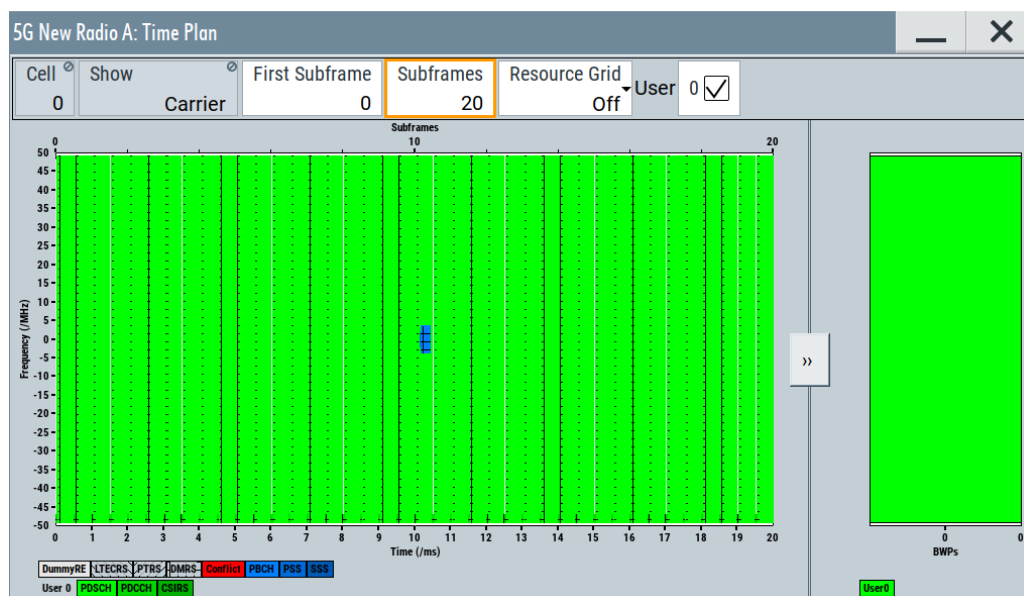 5G New Radio A: Time Plan
Cell Show First Subframe Subframes Resource Grid User 0
0 Carrier 0 20 Off
Subframes
0 10 20
50
45
40
35
30
25
20
15
10
5
0
-5
-10
-15
-20
-25
-30
-35
-40
-45
-50
Frequency (/MHz)
0 1 2 3 4 5 6 7 8 9 10 11 12 13 14 15 16 17 18 19 20
Time (/ms)
»
0 0
BWPs
DummyRE LTECRS PTRS DMRS Conflict PBCH PSS SSS
User 0 PDSCH PDCCH CSIRS
User0